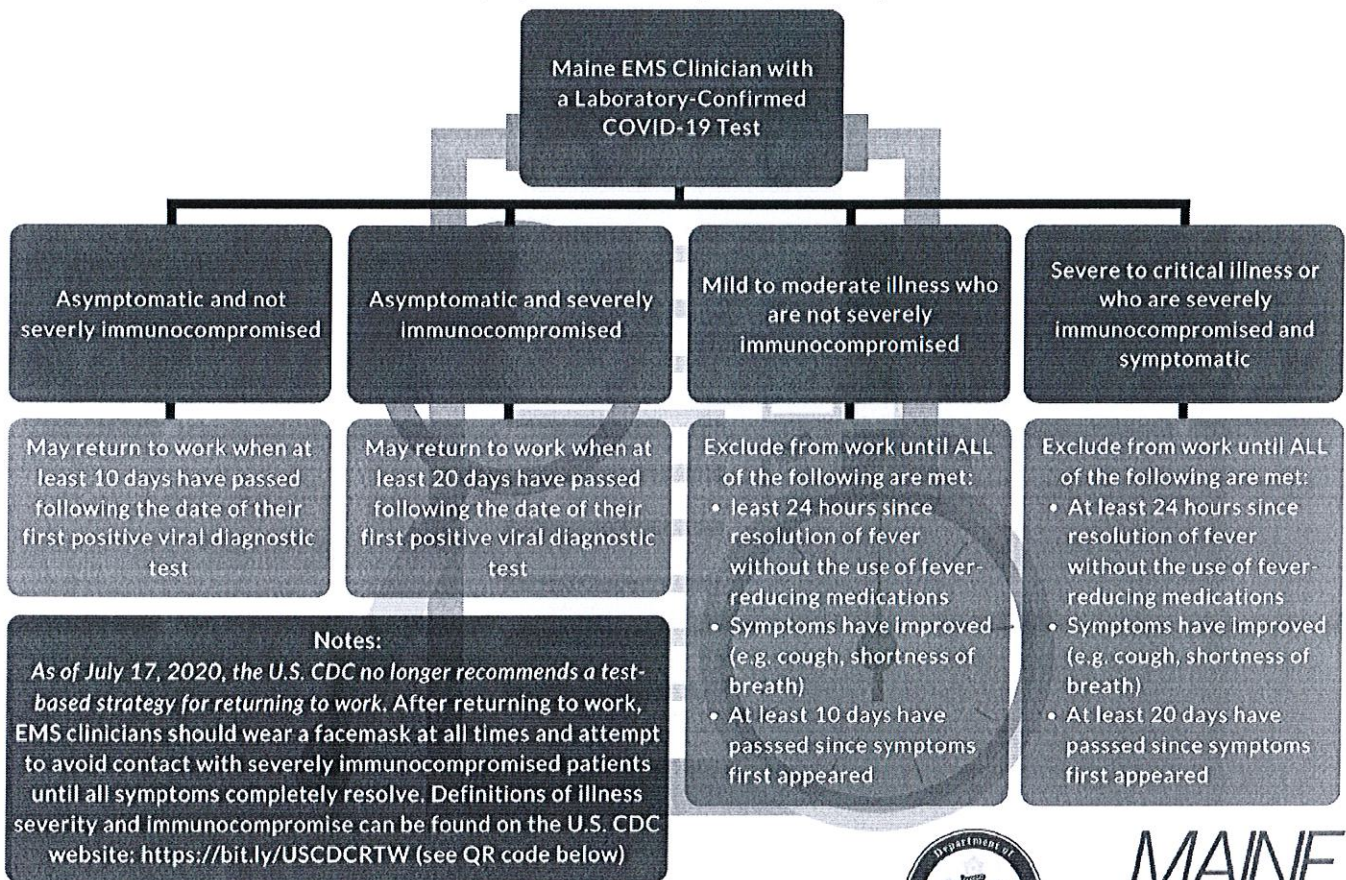 Maine EMS Clinician with
a Laboratory-Confirmed
COVID-19 Test
Asymptomatic and not
severly immunocompromised
Asymptomatic and severely
immunocompromised
Mild to moderate illness who
are not severely
immunocompromised
Severe to critical illness or
who are severely
immunocompromised and
symptomatic
May return to work when at
least 10 days have passed
following the date of their
first positive viral diagnostic
test
May return to work when at
least 20 days have passed
following the date of their
first positive viral diagnostic
test
Exclude from work until ALL
of the following are met:
• least 24 hours since
resolution of fever
without the use of fever-
reducing medications
• Symptoms have improved
(e.g. cough, shortness of
breath)
• At least 10 days have
passsed since symptoms
first appeared
Exclude from work until ALL
of the following are met:
• At least 24 hours since
resolution of fever
without the use of fever-
reducing medications
• Symptoms have improved
(e.g. cough, shortness of
breath)
• At least 20 days have
passsed since symptoms
first appeared
Notes:
As of July 17, 2020, the U.S. CDC no longer recommends a test-
based strategy for returning to work. After returning to work,
EMS clinicians should wear a facemask at all times and attempt
to avoid contact with severely immunocompromised patients
until all symptoms completely resolve. Definitions of illness
severity and immunocompromise can be found on the U.S. CDC
website: https://bit.ly/USCDCRTW (see QR code below)
Department of
MAINE